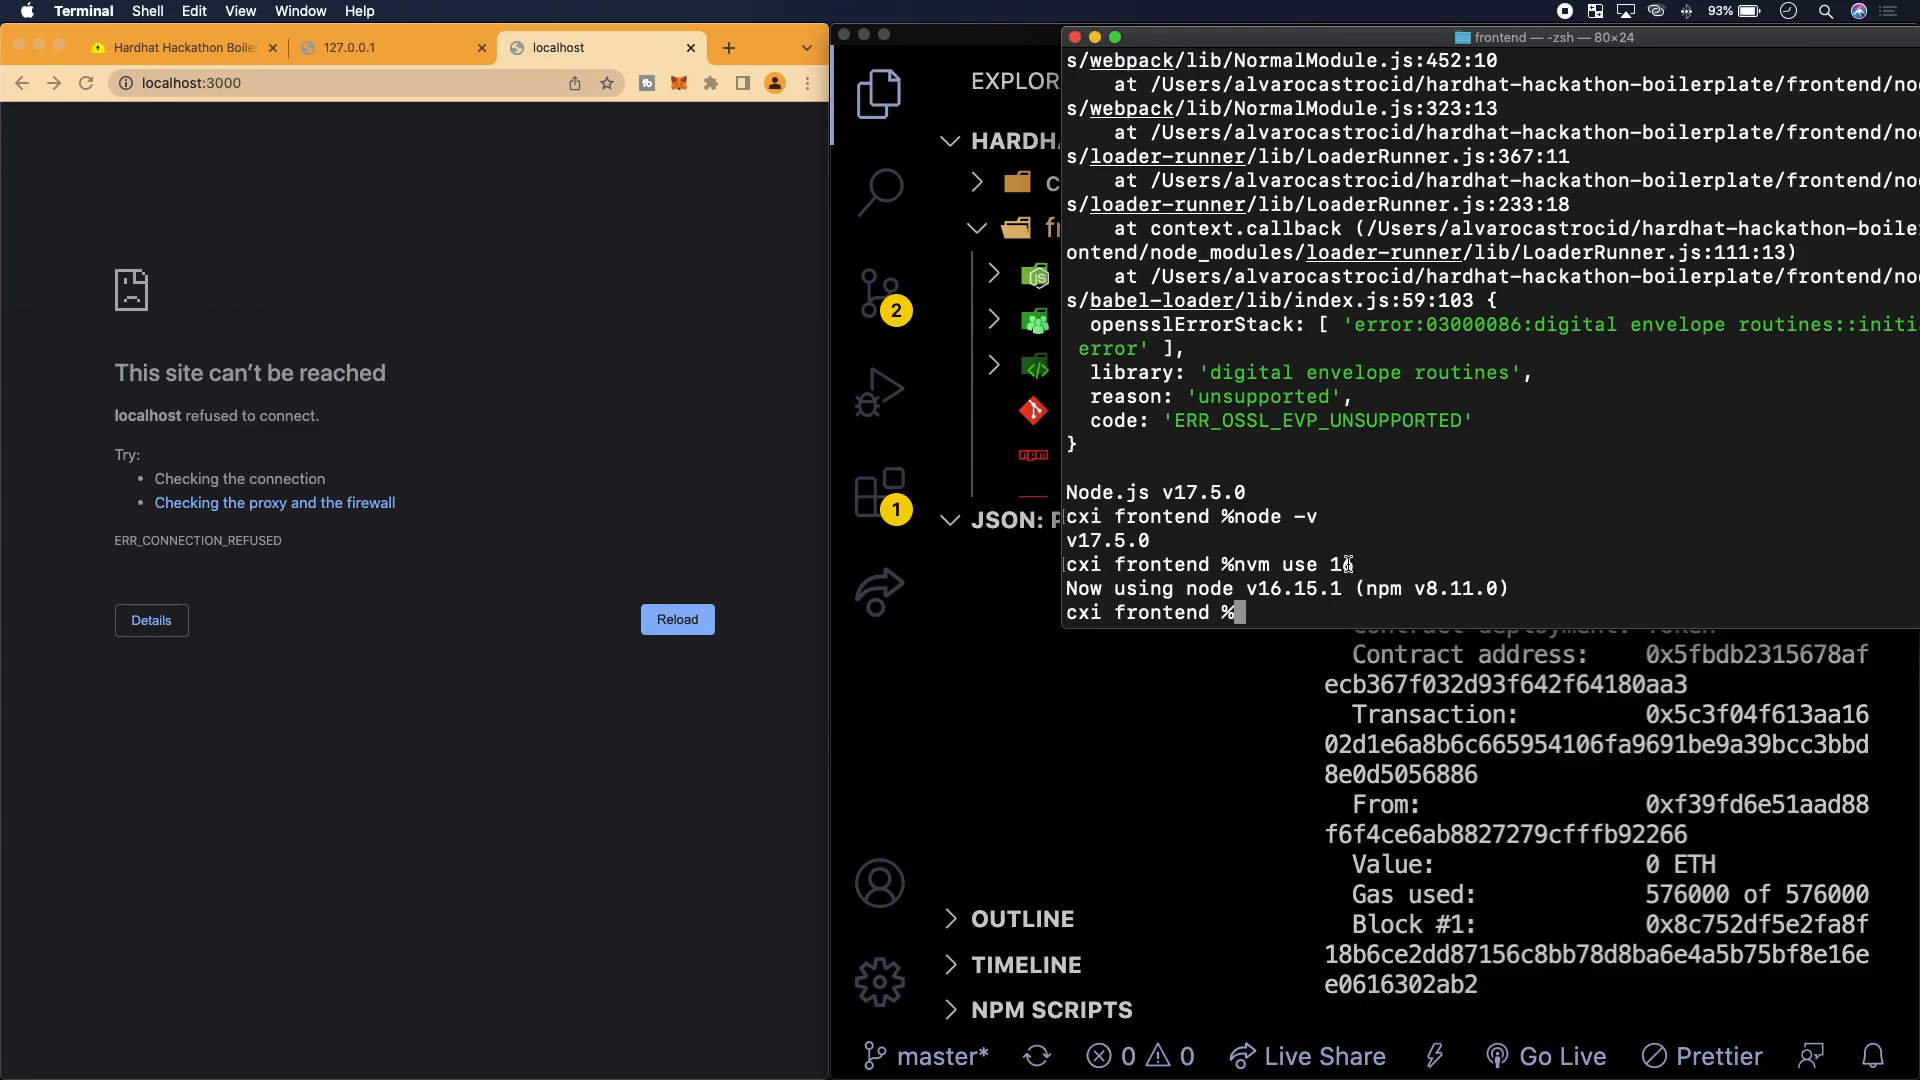 Terminal Shell Edit View Window Help
93%
Hardhat Hackathon Boiler
127.0.0.1
localhost
localhost:3000
This site can't be reached
localhost refused to connect.
Try:
• Checking the connection
• Checking the proxy and the firewall
ERR_CONNECTION_REFUSED
Details
Reload
EXPLOR
HARDH
c
f
JS
npm
JSON: P
2
1
OUTLINE
TIMELINE
NPM SCRIPTS
frontend — -zsh — 80×24
s/webpack/lib/NormalModule.js:452:10
at /Users/alvarocastrocid/hardhat-hackathon-boilerplate/frontend/no
s/webpack/lib/NormalModule.js:323:13
at /Users/alvarocastrocid/hardhat-hackathon-boilerplate/frontend/no
s/loader-runner/lib/LoaderRunner.js:367:11
at /Users/alvarocastrocid/hardhat-hackathon-boilerplate/frontend/no
s/loader-runner/lib/LoaderRunner.js:233:18
at context.callback (/Users/alvarocastrocid/hardhat-hackathon-boile
ontend/node_modules/loader-runner/lib/LoaderRunner.js:111:13)
at /Users/alvarocastrocid/hardhat-hackathon-boilerplate/frontend/no
s/babel-loader/lib/index.js:59:103 {
opensslErrorStack: [ 'error:03000086:digital envelope routines::initi
error' ],
library: 'digital envelope routines',
reason: 'unsupported',
code: 'ERR_OSSL_EVP_UNSUPPORTED'
}
Node.js v17.5.0
cxi frontend %node -v
v17.5.0
cxi frontend %nvm use 16
Now using node v16.15.1 (npm v8.11.0)
cxi frontend %
Contract deployment: Token
Contract address: 0x5fbdb2315678af
ecb367f032d93f642f64180aa3
Transaction: 0x5c3f04f613aa16
02d1e6a8b6c665954106fa9691be9a39bcc3bbd
8e0d5056886
From: 0xf39fd6e51aad88
f6f4ce6ab8827279cfffb92266
Value: 0 ETH
Gas used: 576000 of 576000
Block #1: 0x8c752df5e2fa8f
18b6ce2dd87156c8bb78d8ba6e4a5b75bf8e16e
e0616302ab2
master* 0 0 Live Share Go Live Prettier